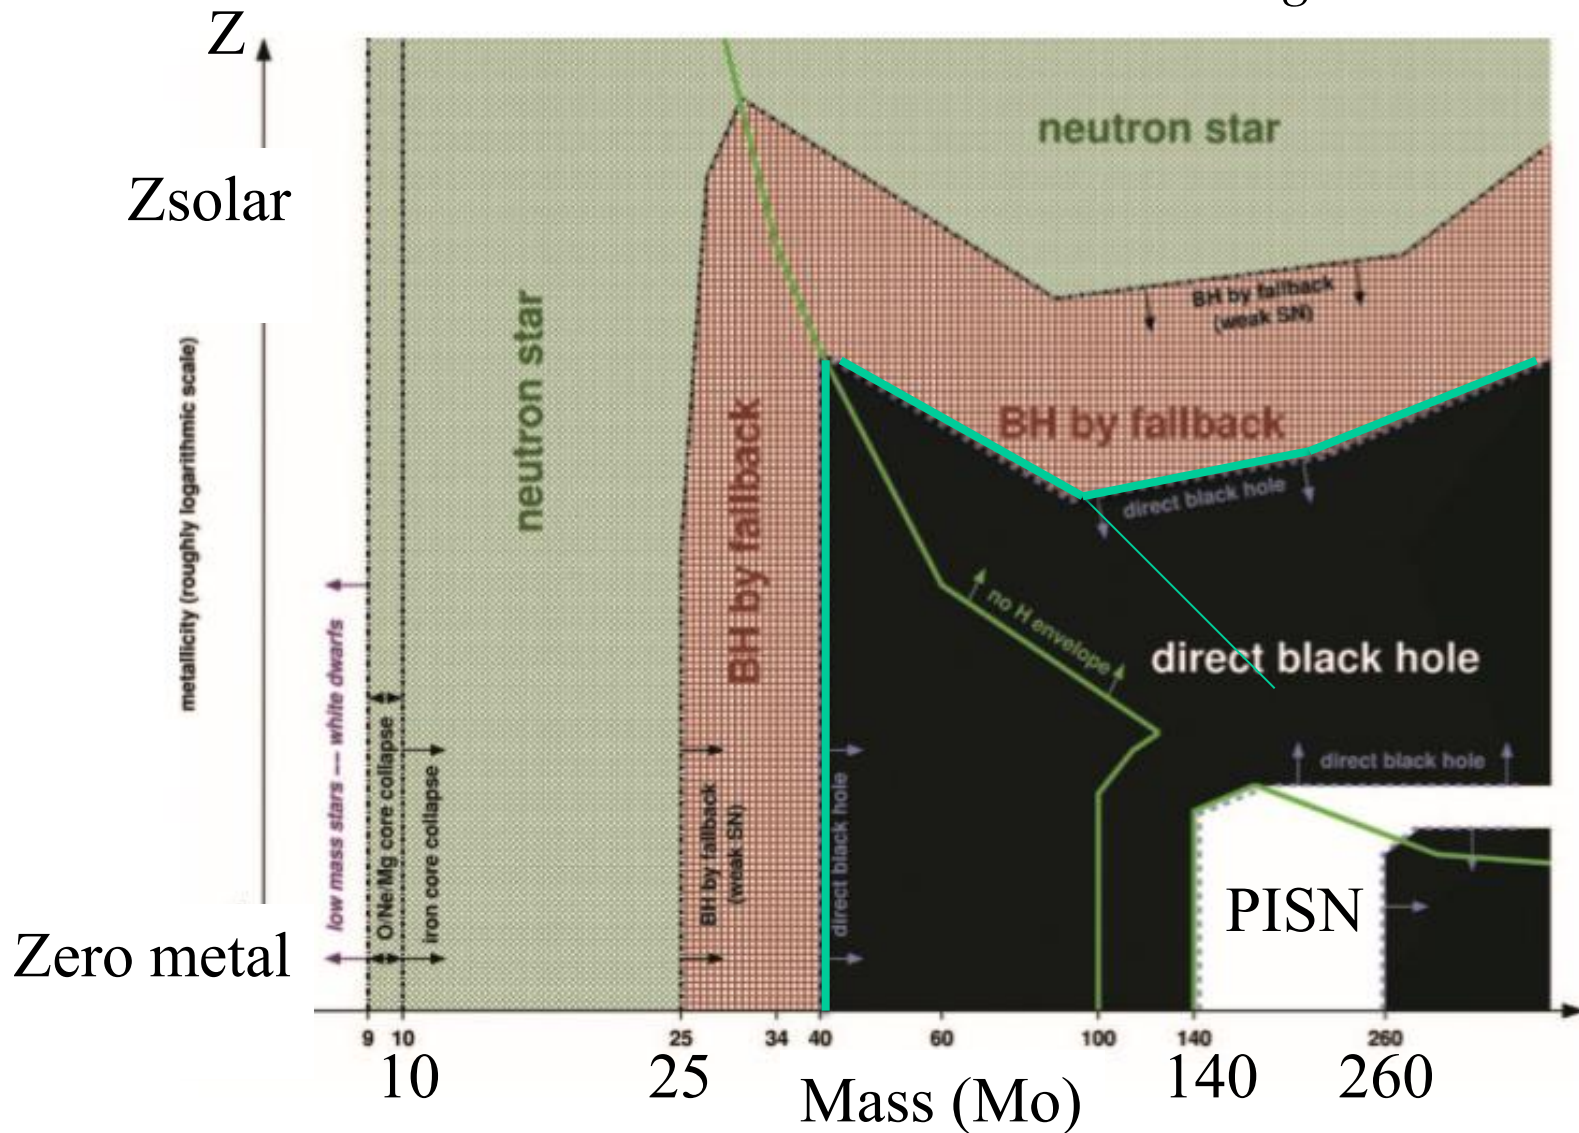 g
Z
neutron star
Zsolar
BH by fallback
(weak SN)
metallicity (roughly logarithmic scale)
neutron star
BH by fallback
BH by fallback
direct black hole
no H envelope
direct black hole
direct black hole
low mass stars — white dwarfs
O/Ne/Mg core collapse
iron core collapse
BH by fallback
(weak SN)
direct black hole
PISN
Zero metal
9 10 25 34 40 60 100 140 260
10 25 140 260
Mass (Mo)